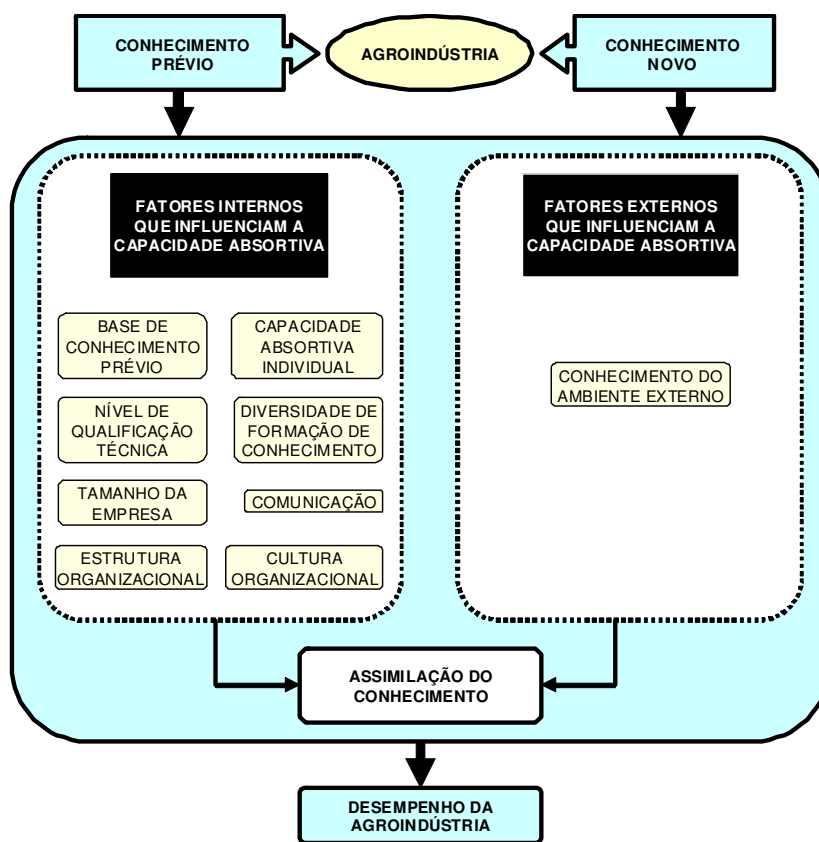 CONHECIMENTO
PRÉVIO
AGROINDÚSTRIA
CONHECIMENTO
NOVO
FATORES INTERNOS
QUE INFLUENCIAM A
CAPACIDADE ABSORTIVA
BASE DE
CONHECIMENTO
PRÉVIO
CAPACIDADE
ABSORTIVA
INDIVIDUAL
NÍVEL DE
QUALIFICAÇÃO
TÉCNICA
DIVERSIDADE DE
FORMAÇÃO DE
CONHECIMENTO
TAMANHO DA
EMPRESA
COMUNICAÇÃO
ESTRUTURA
ORGANIZACIONAL
CULTURA
ORGANIZACIONAL
FATORES EXTERNOS
QUE INFLUENCIAM A
CAPACIDADE ABSORTIVA
CONHECIMENTO DO
AMBIENTE EXTERNO
ASSIMILAÇÃO DO
CONHECIMENTO
DESEMPENHO DA
AGROINDÚSTRIA